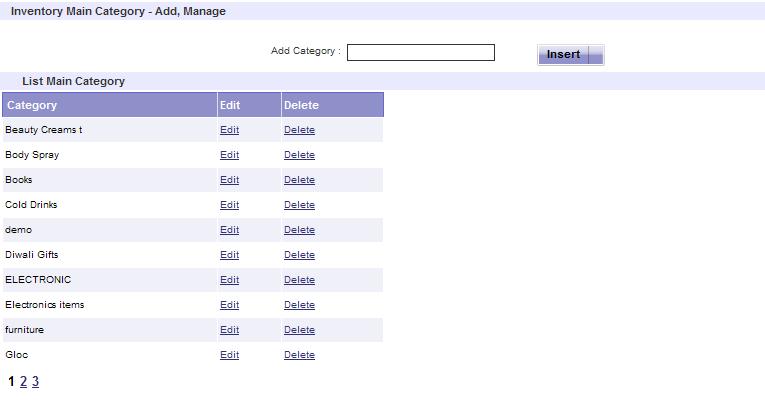 Inventory Main Category - Add, Manage
Add Category : Insert
List Main Category
Category Edit Delete
Beauty Creams t Edit Delete
Body Spray Edit Delete
Books Edit Delete
Cold Drinks Edit Delete
demo Edit Delete
Diwali Gifts Edit Delete
ELECTRONIC Edit Delete
Electronics items Edit Delete
furniture Edit Delete
Gloc Edit Delete
1 2 3